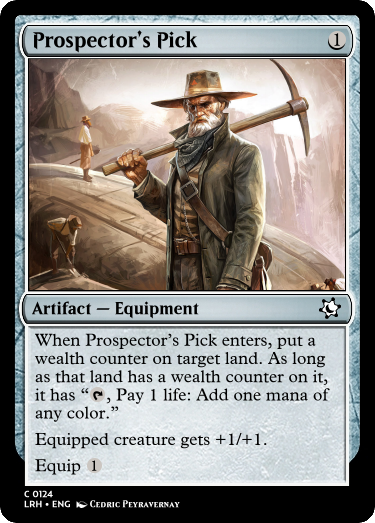 Prospector's Pick 1
Artifact — Equipment
When Prospector's Pick enters, put a
wealth counter on target land. As long
as that land has a wealth counter on it,
it has “, Pay 1 life: Add one mana of
any color.”
Equipped creature gets +1/+1.
Equip 1
C 0124
LRH • ENG Cedric Peyravernay